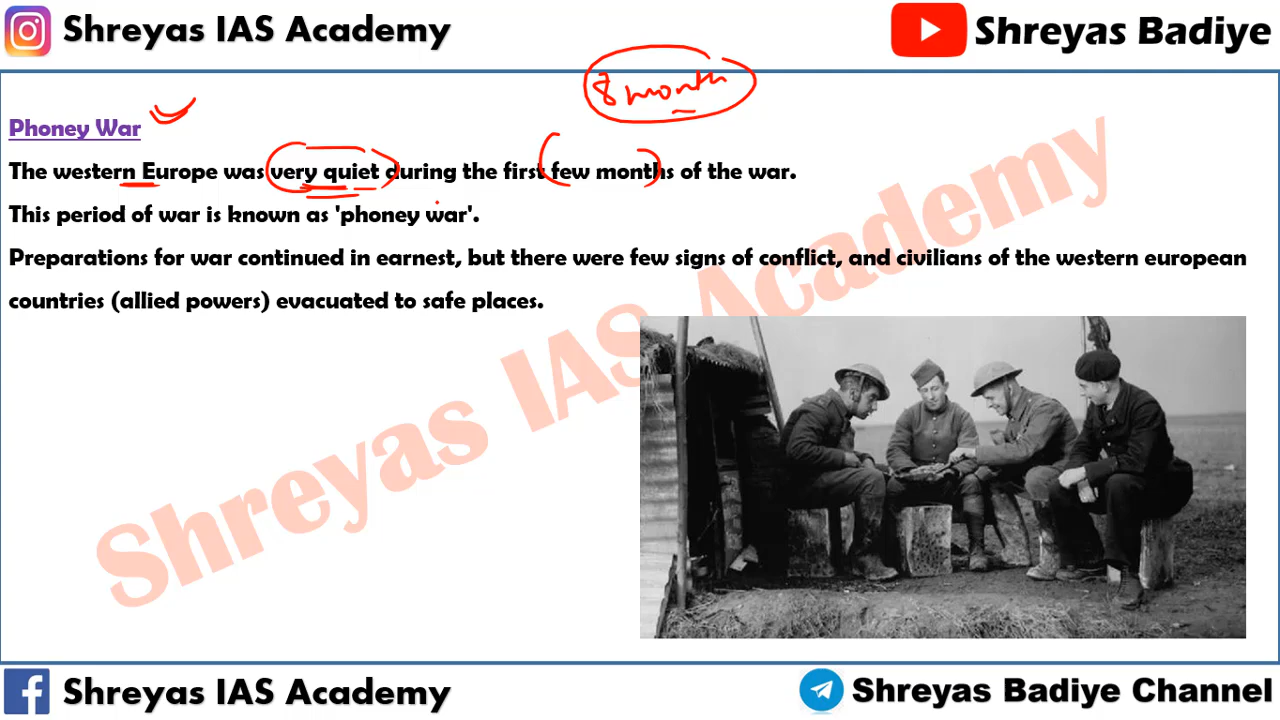 Shreyas IAS Academy
Shreyas Badiye
8 month
Phoney War
The western Europe was very quiet during the first few months of the war.
This period of war is known as 'phoney war'.
Preparations for war continued in earnest, but there were few signs of conflict, and civilians of the western european
countries (allied powers) evacuated to safe places.
Shreyas IAS Academy
Shreyas IAS Academy
Shreyas Badiye Channel